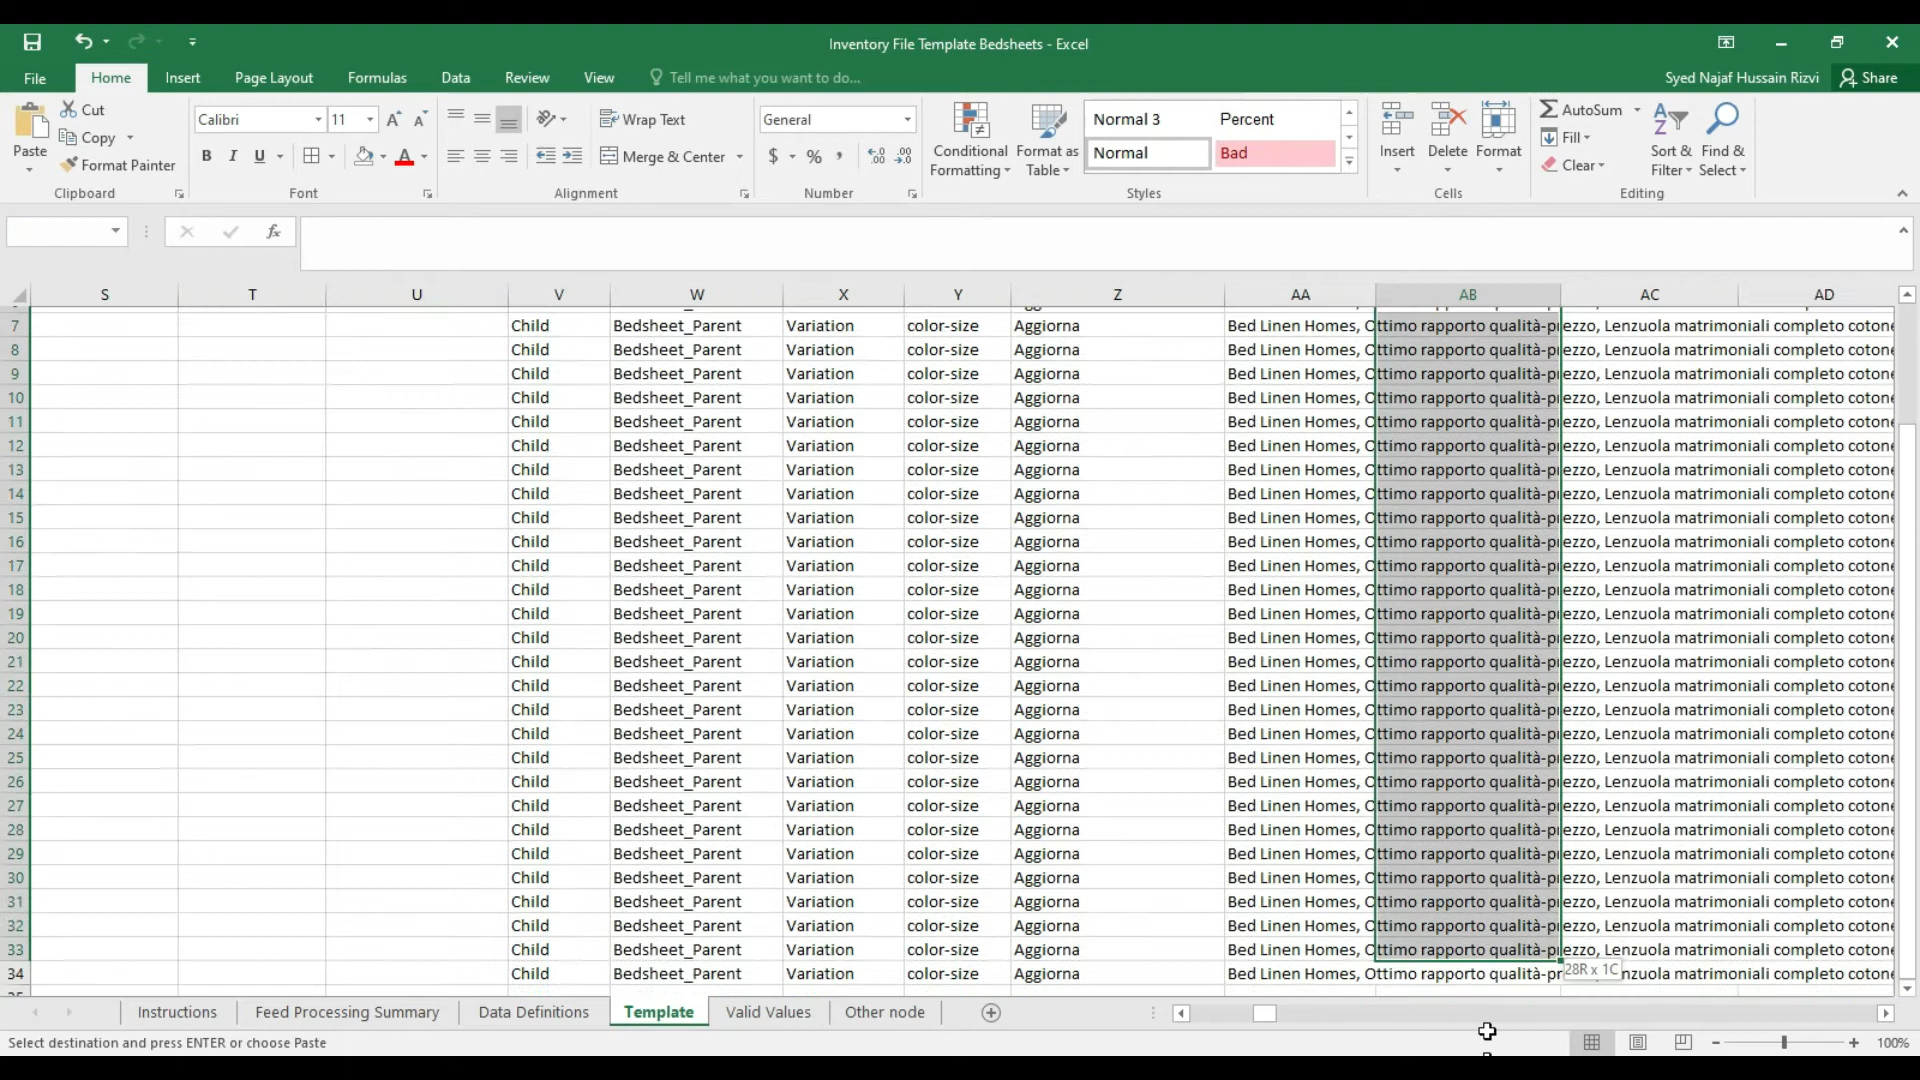 Inventory File Template Bedsheets - Excel
File Home Insert Page Layout Formulas Data Review View Tell me what you want to do... Syed Najaf Hussain Rizvi Share
Cut Calibri 11 Wrap Text General Normal 3 Percent AutoSum
Copy Fill
Paste Format Painter B I U Merge & Center $ % , Conditional Formatting Format as Table Normal Bad Insert Delete Format Clear Sort & Filter Find & Select
Clipboard Font Alignment Number Styles Cells Editing
fx
S T U V W X Y Z AA AB AC AD
7 Child Bedsheet_Parent Variation color-size Aggiorna Bed Linen Homes, Ottimo rapporto qualità-prezzo, Lenzuola matrimoniali completo cotone
8 Child Bedsheet_Parent Variation color-size Aggiorna Bed Linen Homes, Ottimo rapporto qualità-prezzo, Lenzuola matrimoniali completo cotone
9 Child Bedsheet_Parent Variation color-size Aggiorna Bed Linen Homes, Ottimo rapporto qualità-prezzo, Lenzuola matrimoniali completo cotone
10 Child Bedsheet_Parent Variation color-size Aggiorna Bed Linen Homes, Ottimo rapporto qualità-prezzo, Lenzuola matrimoniali completo cotone
11 Child Bedsheet_Parent Variation color-size Aggiorna Bed Linen Homes, Ottimo rapporto qualità-prezzo, Lenzuola matrimoniali completo cotone
12 Child Bedsheet_Parent Variation color-size Aggiorna Bed Linen Homes, Ottimo rapporto qualità-prezzo, Lenzuola matrimoniali completo cotone
13 Child Bedsheet_Parent Variation color-size Aggiorna Bed Linen Homes, Ottimo rapporto qualità-prezzo, Lenzuola matrimoniali completo cotone
14 Child Bedsheet_Parent Variation color-size Aggiorna Bed Linen Homes, Ottimo rapporto qualità-prezzo, Lenzuola matrimoniali completo cotone
15 Child Bedsheet_Parent Variation color-size Aggiorna Bed Linen Homes, Ottimo rapporto qualità-prezzo, Lenzuola matrimoniali completo cotone
16 Child Bedsheet_Parent Variation color-size Aggiorna Bed Linen Homes, Ottimo rapporto qualità-prezzo, Lenzuola matrimoniali completo cotone
17 Child Bedsheet_Parent Variation color-size Aggiorna Bed Linen Homes, Ottimo rapporto qualità-prezzo, Lenzuola matrimoniali completo cotone
18 Child Bedsheet_Parent Variation color-size Aggiorna Bed Linen Homes, Ottimo rapporto qualità-prezzo, Lenzuola matrimoniali completo cotone
19 Child Bedsheet_Parent Variation color-size Aggiorna Bed Linen Homes, Ottimo rapporto qualità-prezzo, Lenzuola matrimoniali completo cotone
20 Child Bedsheet_Parent Variation color-size Aggiorna Bed Linen Homes, Ottimo rapporto qualità-prezzo, Lenzuola matrimoniali completo cotone
21 Child Bedsheet_Parent Variation color-size Aggiorna Bed Linen Homes, Ottimo rapporto qualità-prezzo, Lenzuola matrimoniali completo cotone
22 Child Bedsheet_Parent Variation color-size Aggiorna Bed Linen Homes, Ottimo rapporto qualità-prezzo, Lenzuola matrimoniali completo cotone
23 Child Bedsheet_Parent Variation color-size Aggiorna Bed Linen Homes, Ottimo rapporto qualità-prezzo, Lenzuola matrimoniali completo cotone
24 Child Bedsheet_Parent Variation color-size Aggiorna Bed Linen Homes, Ottimo rapporto qualità-prezzo, Lenzuola matrimoniali completo cotone
25 Child Bedsheet_Parent Variation color-size Aggiorna Bed Linen Homes, Ottimo rapporto qualità-prezzo, Lenzuola matrimoniali completo cotone
26 Child Bedsheet_Parent Variation color-size Aggiorna Bed Linen Homes, Ottimo rapporto qualità-prezzo, Lenzuola matrimoniali completo cotone
27 Child Bedsheet_Parent Variation color-size Aggiorna Bed Linen Homes, Ottimo rapporto qualità-prezzo, Lenzuola matrimoniali completo cotone
28 Child Bedsheet_Parent Variation color-size Aggiorna Bed Linen Homes, Ottimo rapporto qualità-prezzo, Lenzuola matrimoniali completo cotone
29 Child Bedsheet_Parent Variation color-size Aggiorna Bed Linen Homes, Ottimo rapporto qualità-prezzo, Lenzuola matrimoniali completo cotone
30 Child Bedsheet_Parent Variation color-size Aggiorna Bed Linen Homes, Ottimo rapporto qualità-prezzo, Lenzuola matrimoniali completo cotone
31 Child Bedsheet_Parent Variation color-size Aggiorna Bed Linen Homes, Ottimo rapporto qualità-prezzo, Lenzuola matrimoniali completo cotone
32 Child Bedsheet_Parent Variation color-size Aggiorna Bed Linen Homes, Ottimo rapporto qualità-prezzo, Lenzuola matrimoniali completo cotone
33 Child Bedsheet_Parent Variation color-size Aggiorna Bed Linen Homes, Ottimo rapporto qualità-prezzo, Lenzuola matrimoniali completo cotone
34 Child Bedsheet_Parent Variation color-size Aggiorna Bed Linen Homes, Ottimo rapporto qualità-pr 28R x 1C nzuola matrimoniali completo cotone
Instructions Feed Processing Summary Data Definitions Template Valid Values Other node
Select destination and press ENTER or choose Paste 100%